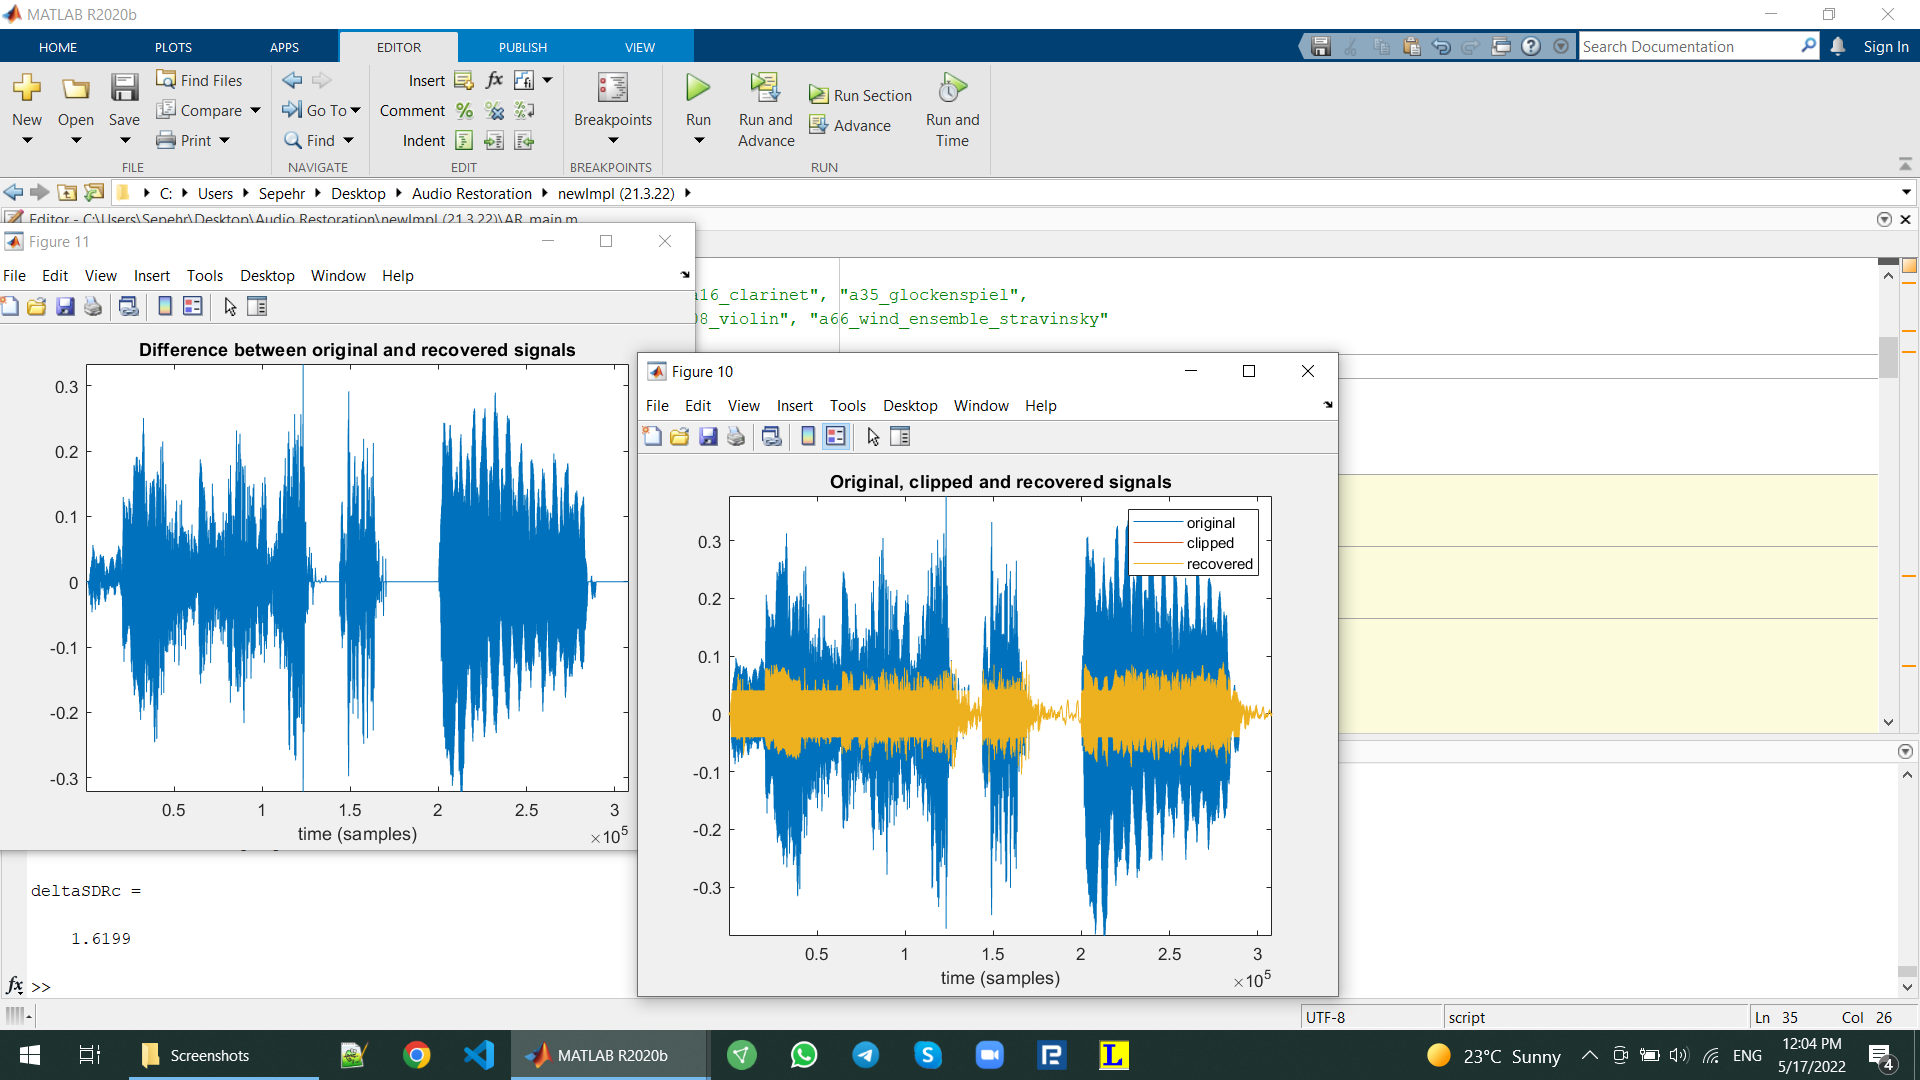 MATLAB R2020b
HOME PLOTS APPS EDITOR PUBLISH VIEW
Search Documentation
Sign In
New
Open
Save
Find Files
Compare
Print
FILE
Go To
Find
NAVIGATE
Insert
Comment
Indent
EDIT
Breakpoints
BREAKPOINTS
Run
Run and
Advance
Run Section
Advance
Run and
Time
RUN
C: Users Sepehr Desktop Audio Restoration newImpl (21.3.22)
Editor - C:\Users\Sepehr\Desktop\Audio Restoration\newImpl (21.3.22)\AR_main.m
16_clarinet", "a35_glockenspiel",
08_violin", "a66_wind_ensemble_stravinsky"
Figure 11
File Edit View Insert Tools Desktop Window Help
Difference between original and recovered signals
0.3
0.2
0.1
0
-0.1
-0.2
-0.3
0.5 1 1.5 2 2.5 3
time (samples)
×10^5
Figure 10
File Edit View Insert Tools Desktop Window Help
Original, clipped and recovered signals
original
clipped
recovered
0.3
0.2
0.1
0
-0.1
-0.2
-0.3
0.5 1 1.5 2 2.5 3
time (samples)
×10^5
deltaSDRc =
1.6199
fx >>
UTF-8 script Ln 35 Col 26
Screenshots
MATLAB R2020b
23°C Sunny
ENG
12:04 PM
5/17/2022
4